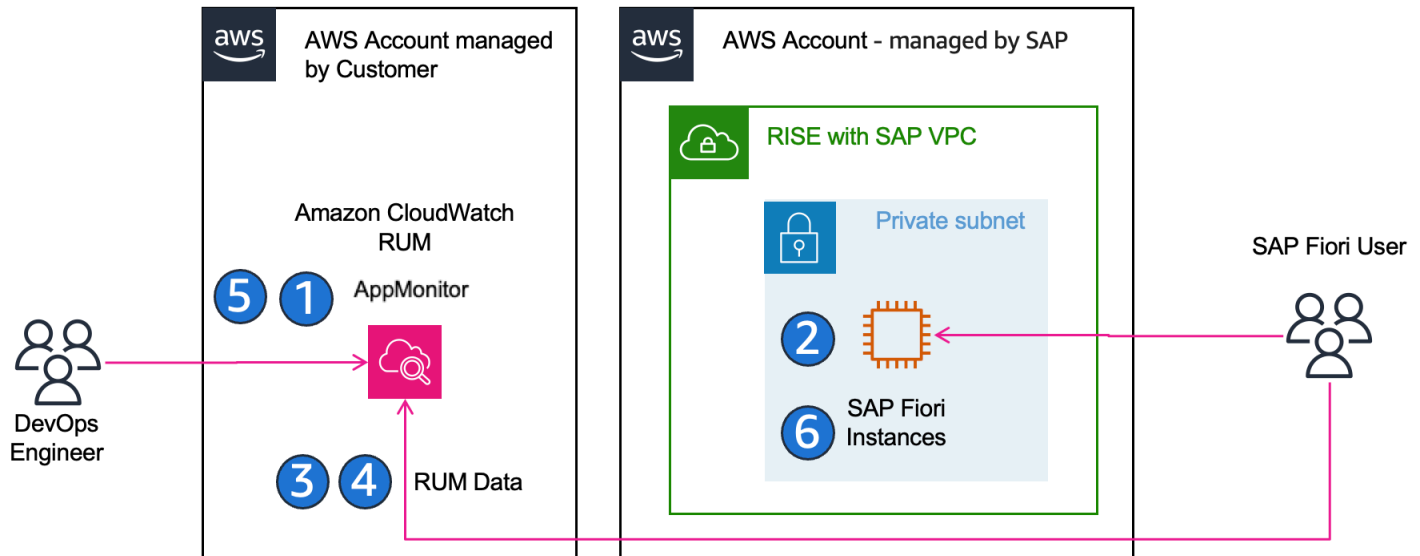 aws
AWS Account managed
by Customer
aws
AWS Account - managed by SAP
RISE with SAP VPC
Amazon CloudWatch
RUM
Private subnet
SAP Fiori User
5
1
AppMonitor
2
DevOps
Engineer
6
SAP Fiori
Instances
3
4
RUM Data